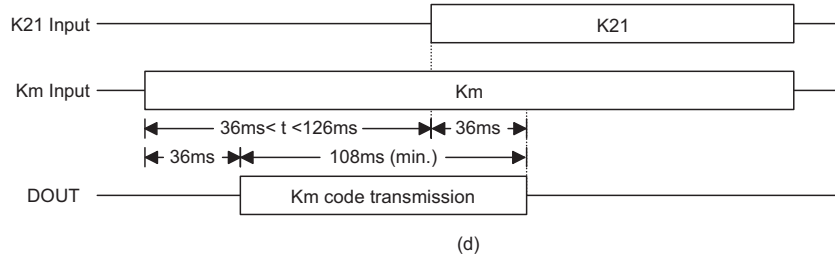 K21 Input
K21
Km Input
Km
36ms< t <126ms
36ms
36ms
108ms (min.)
DOUT
Km code transmission
(d)